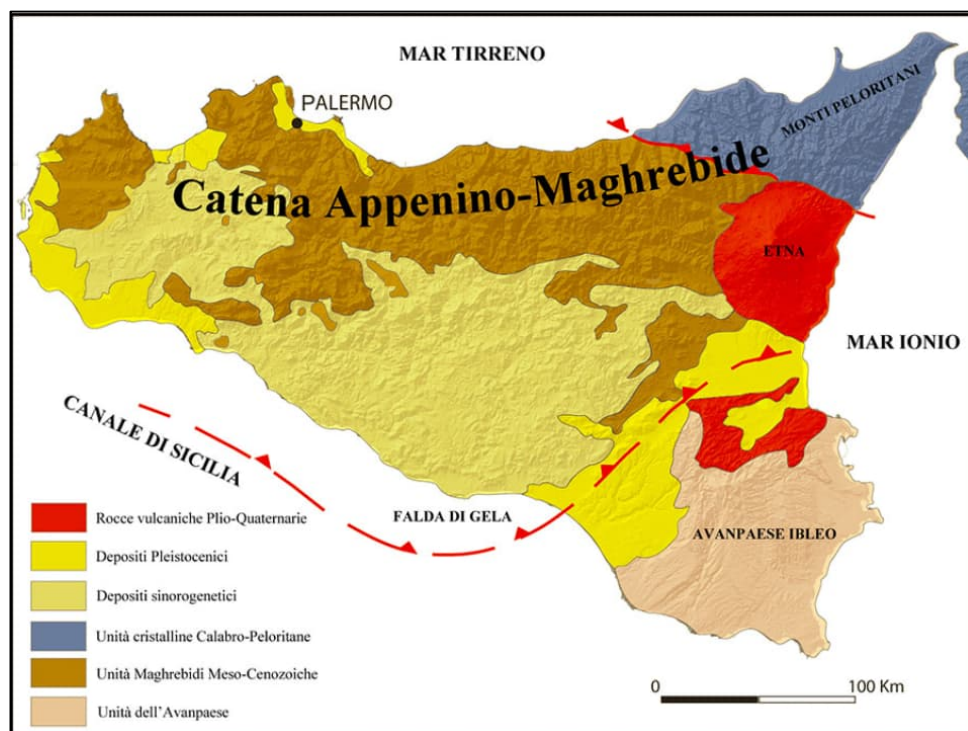 MAR TIRRENO
PALERMO
MONTI PELORITANI
Catena Appenino-Maghrebide
ETNA
MAR IONIO
CANALE DI SICILIA
FALDA DI GELA
AVANPAESE IBLEO
Rocce vulcaniche Plio-Quaternarie
Depositi Pleistocenici
Depositi sinorogenetici
Unità cristalline Calabro-Peloritane
Unità Maghrebidi Meso-Cenozoiche
Unità dell'Avanpaese
0 100 Km